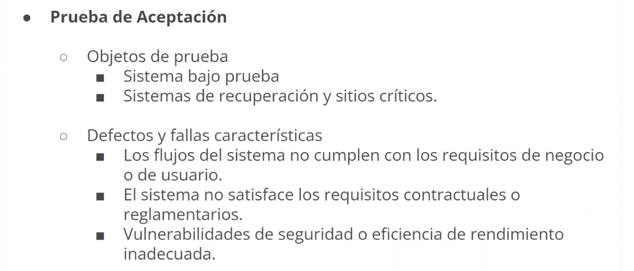 ● Prueba de Aceptación
○ Objetos de prueba
■ Sistema bajo prueba
■ Sistemas de recuperación y sitios críticos.
○ Defectos y fallas características
■ Los flujos del sistema no cumplen con los requisitos de negocio
o de usuario.
■ El sistema no satisface los requisitos contractuales o
reglamentarios.
■ Vulnerabilidades de seguridad o eficiencia de rendimiento
inadecuada.